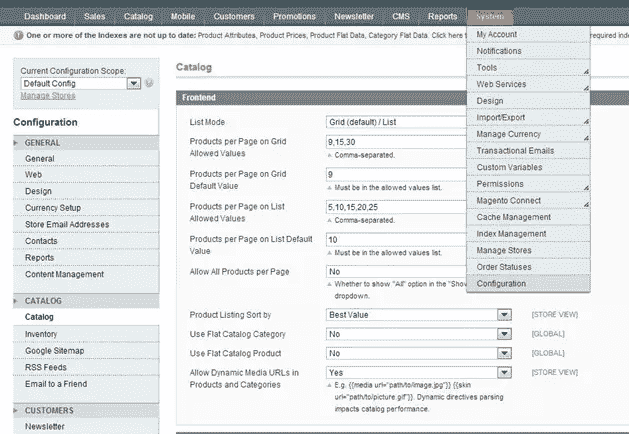 Dashboard Sales Catalog Mobile Customers Promotions Newsletter CMS Reports System
One or more of the Indexes are not up to date: Product Attributes, Product Prices, Product Flat Data, Category Flat Data. Click here required index
Current Configuration Scope:
Default Config
Manage Stores
Configuration
GENERAL
General
Web
Design
Currency Setup
Store Email Addresses
Contacts
Reports
Content Management
CATALOG
Catalog
Inventory
Google Sitemap
RSS Feeds
Email to a Friend
CUSTOMERS
Newsletter
Catalog
Frontend
List Mode
Grid (default) / List
Products per Page on Grid
Allowed Values
9,15,30
Comma-separated.
Products per Page on Grid
Default Value
9
Must be in the allowed values list.
Products per Page on List
Allowed Values
5,10,15,20,25
Comma-separated.
Products per Page on List Default
Value
10
Must be in the allowed values list.
Allow All Products per Page
No
Whether to show "All" option in the "Show
dropdown.
Product Listing Sort by
Best Value
[STORE VIEW]
Use Flat Catalog Category
No
[GLOBAL]
Use Flat Catalog Product
No
[GLOBAL]
Allow Dynamic Media URLs in
Products and Categories
Yes
[STORE VIEW]
E.g. {{media url="path/to/image.jpg"}} {{skin
url="path/to/picture.gif"}}. Dynamic directives parsing
impacts catalog performance.
My Account
Notifications
Tools
Web Services
Design
Import/Export
Manage Currency
Transactional Emails
Custom Variables
Permissions
Magento Connect
Cache Management
Index Management
Manage Stores
Order Statuses
Configuration